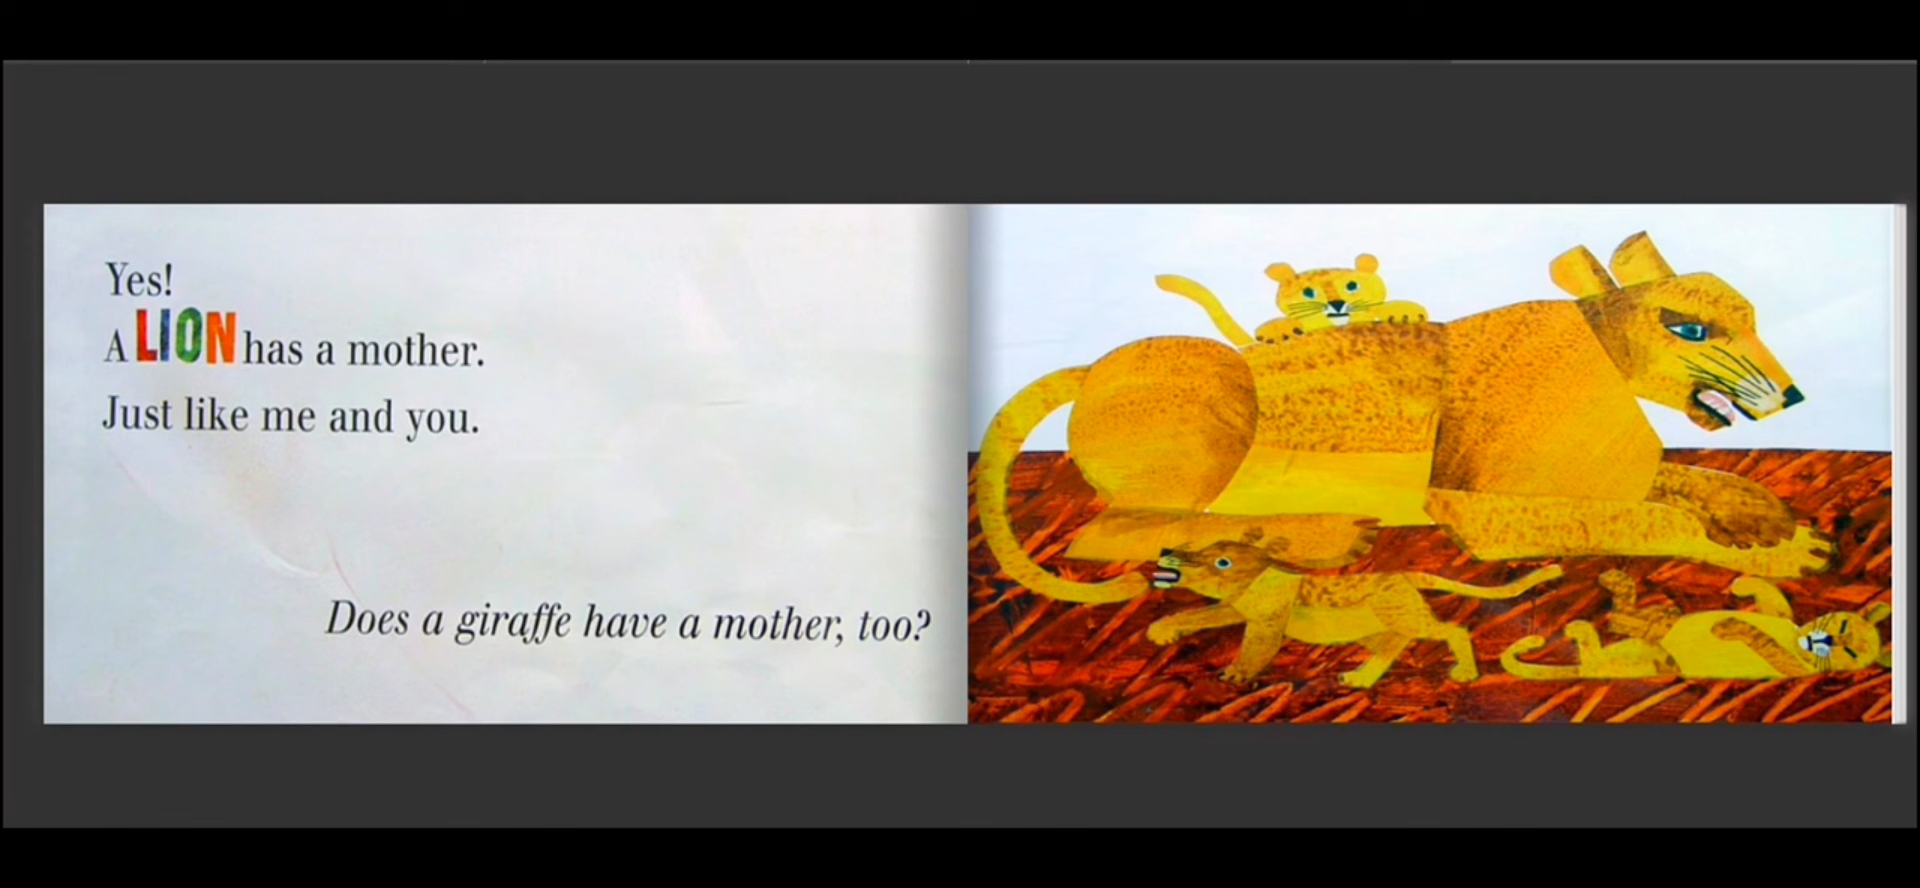 Yes!
A LION has a mother.
Just like me and you.
Does a giraffe have a mother, too?